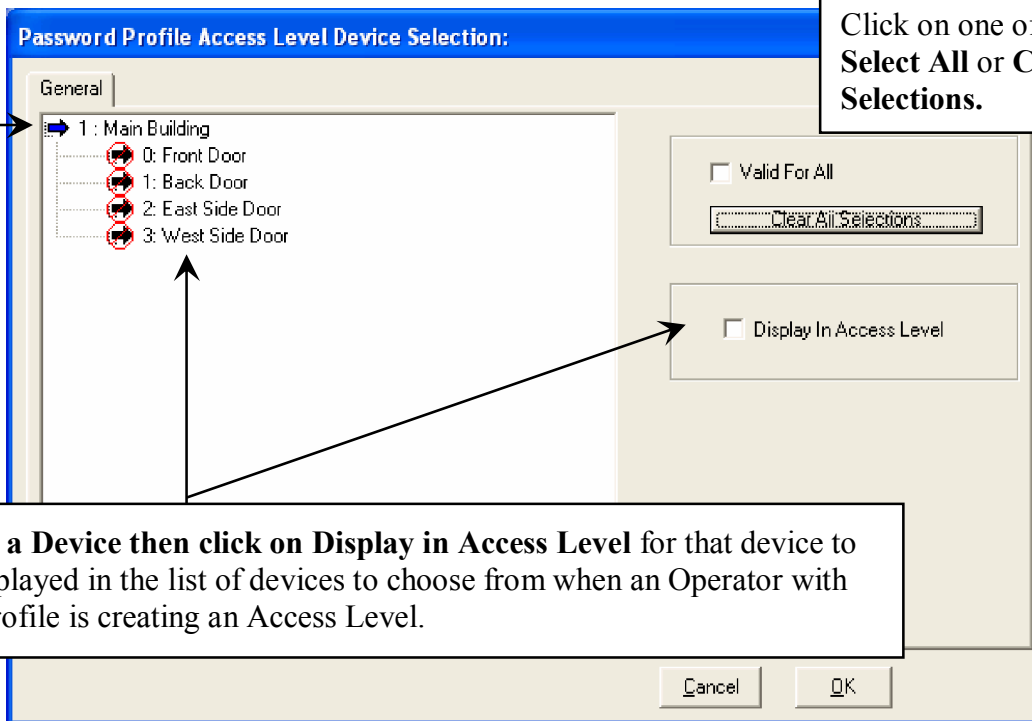 Password Profile Access Level Device Selection:
Click on one
Select All or
Selections.
General
1 : Main Building
0: Front Door
1: Back Door
2: East Side Door
3: West Side Door
Valid For All
Clear All Selections
Display In Access Level
a Device then click on Display in Access Level for that device to
played in the list of devices to choose from when an Operator with
rofile is creating an Access Level.
Cancel
OK